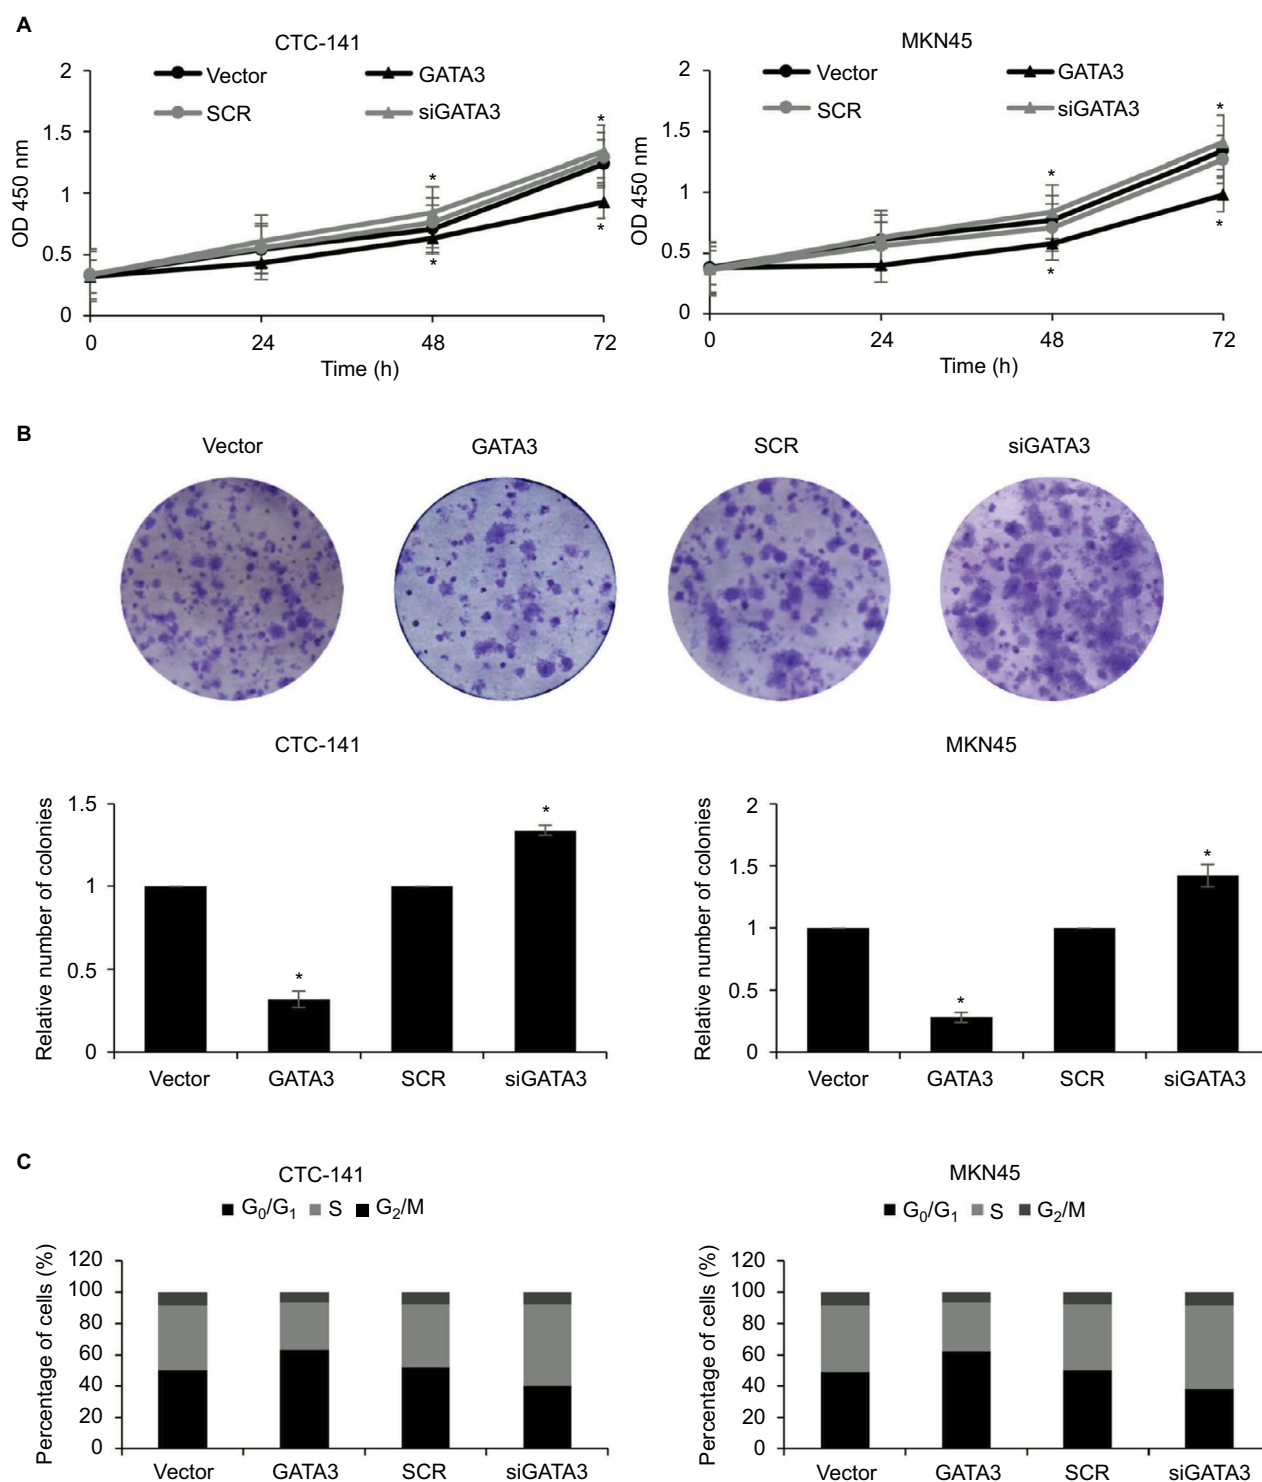 A
CTC-141
MKN45
Vector
GATA3
SCR
siGATA3
Vector
GATA3
SCR
siGATA3
OD 450 nm
2
1.5
1
0.5
0
*
*
*
*
0
24
48
72
Time (h)
OD 450 nm
2
1.5
1
0.5
0
*
*
*
*
0
24
48
72
Time (h)
B
Vector
GATA3
SCR
siGATA3
CTC-141
MKN45
Relative number of colonies
1.5
1
0.5
0
*
*
Vector
GATA3
SCR
siGATA3
Relative number of colonies
2
1.5
1
0.5
0
*
*
Vector
GATA3
SCR
siGATA3
C
CTC-141
G0/G1 S G2/M
MKN45
G0/G1 S G2/M
Percentage of cells (%)
120
100
80
60
40
20
0
Vector
GATA3
SCR
siGATA3
Percentage of cells (%)
120
100
80
60
40
20
0
Vector
GATA3
SCR
siGATA3